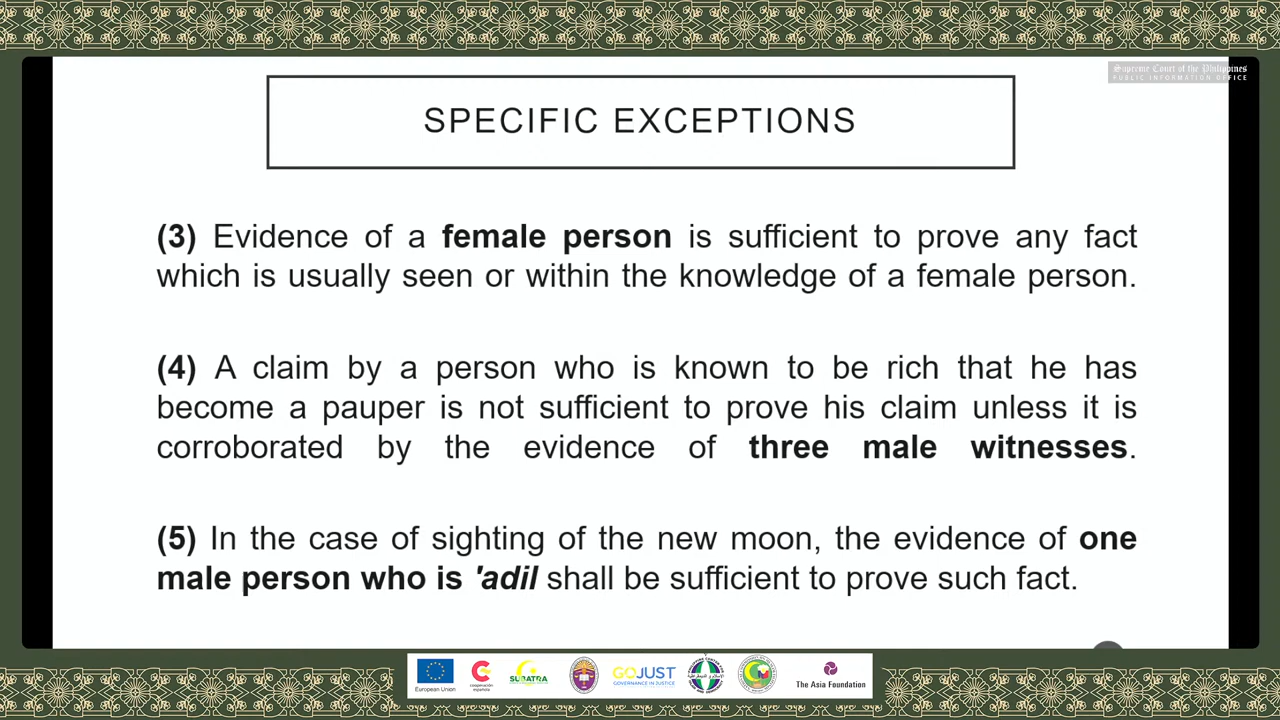 Supreme Court of the Philippines
PUBLIC INFORMATION OFFICE
SPECIFIC EXCEPTIONS
(3) Evidence of a female person is sufficient to prove any fact
which is usually seen or within the knowledge of a female person.
(4) A claim by a person who is known to be rich that he has
become a pauper is not sufficient to prove his claim unless it is
corroborated by the evidence of three male witnesses.
(5) In the case of sighting of the new moon, the evidence of one
male person who is 'adil shall be sufficient to prove such fact.
European Union
cooperación
española
GOJUST
GOVERNANCE IN JUSTICE
The Asia Foundation